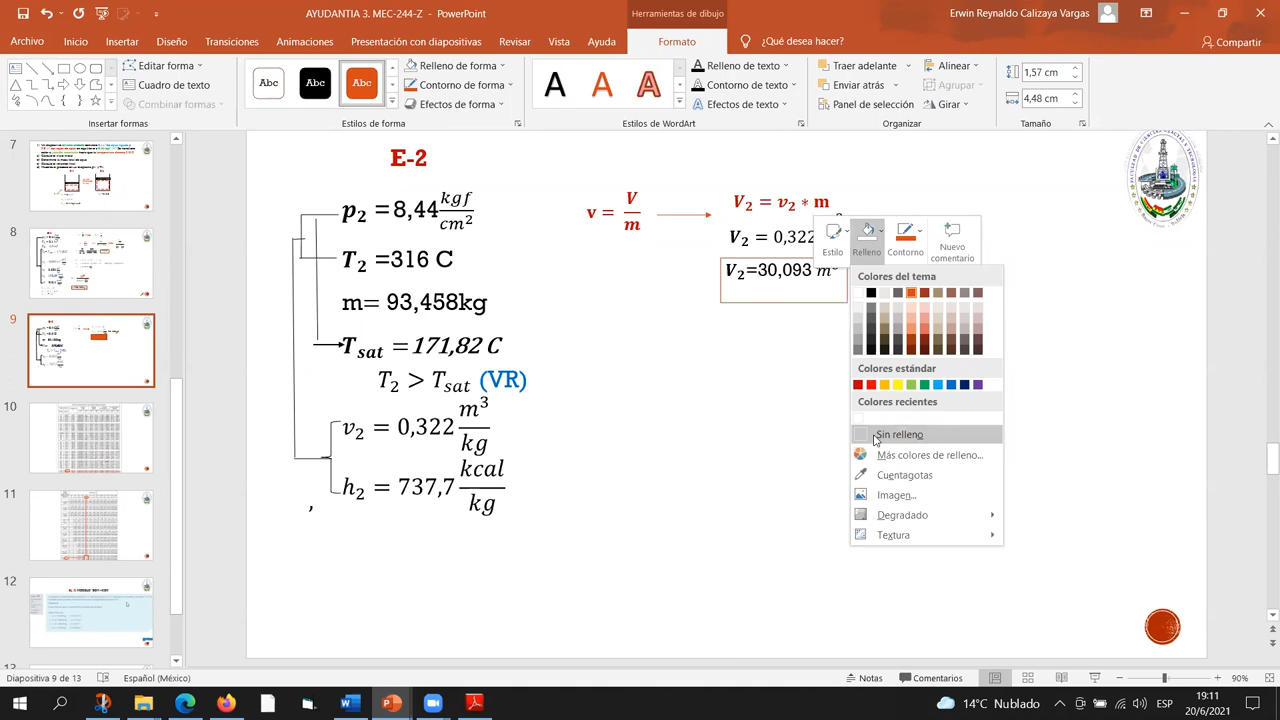 AYUDANTIA 3. MEC-244-Z - PowerPoint
Herramientas de dibujo
Erwin Reynaldo Calizaya Vargas
Archivo Inicio Insertar Diseño Transiciones Animaciones Presentación con diapositivas Revisar Vista Ayuda Formato ¿Qué desea hacer? Compartir
Editar forma
Cuadro de texto
Combinar formas
Insertar formas
Abc Abc Abc
Relleno de forma
Contorno de forma
Efectos de forma
Estilos de forma
A A A
Relleno de texto
Contorno de texto
Efectos de texto
Estilos de WordArt
Traer adelante
Enviar atrás
Panel de selección
Alinear
Agrupar
Girar
Organizar
1,57 cm
4,48 cm
Tamaño
7
9
10
11
12
E-2
p₂ = 8,44 kgf/cm²
T₂ =316 C
m= 93,458kg
T_sat = 171,82 C
T₂ > T_sat (VR)
v₂ = 0,322 m³/kg
h₂ = 737,7 kcal/kg
,
v = V/m
V₂ = v₂ * m
V₂ = 0,322
V₂=30,093 m³
Estilo Relleno Contorno Nuevo comentario
Colores del tema
Colores estándar
Colores recientes
Sin relleno
Más colores de relleno...
Cuentagotas
Imagen...
Degradado
Textura
Diapositiva 9 de 13 Español (México) Notas Comentarios 90%
14°C Nublado ESP 19:11
20/6/2021